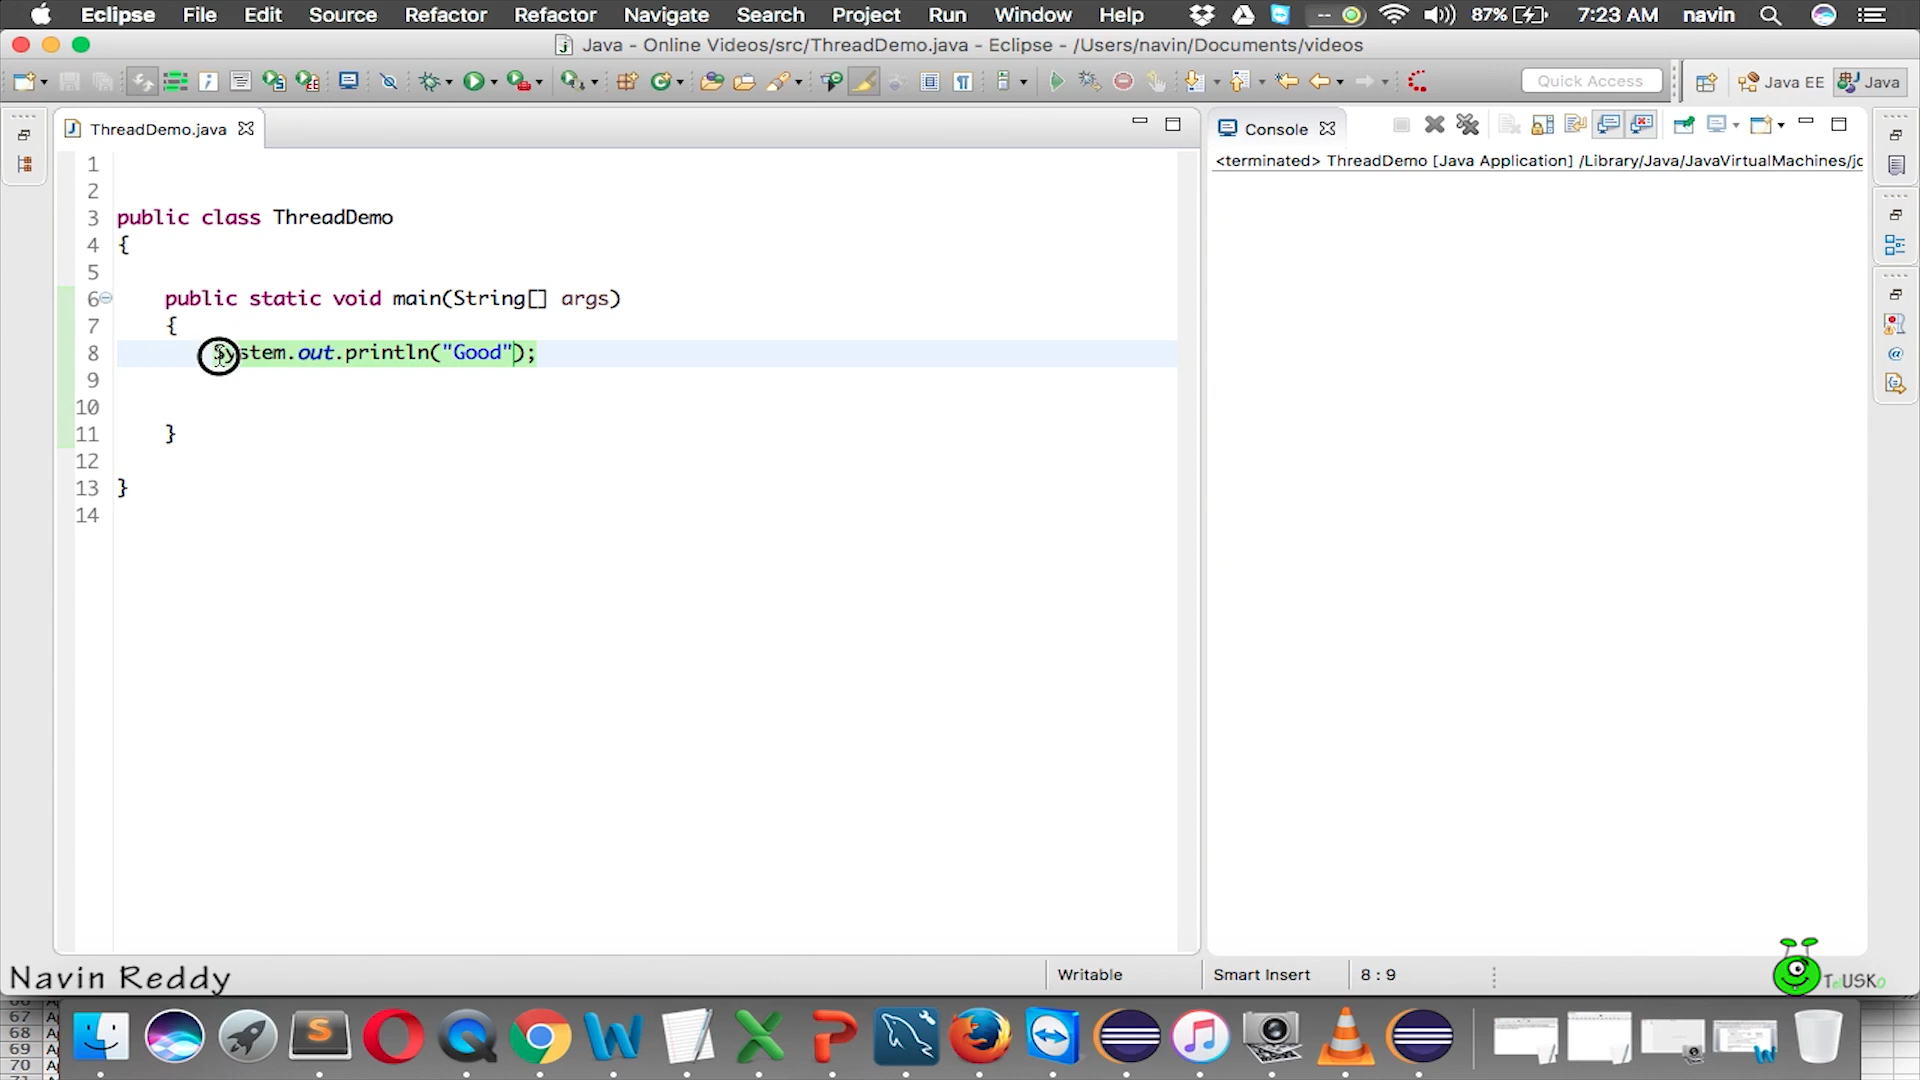 Eclipse File Edit Source Refactor Refactor Navigate Search Project Run Window Help -- 87% 7:23 AM navin
Java - Online Videos/src/ThreadDemo.java - Eclipse - /Users/navin/Documents/videos
Quick Access Java EE Java
ThreadDemo.java
Console
<terminated> ThreadDemo [Java Application] /Library/Java/JavaVirtualMachines/jc
1
2
3 public class ThreadDemo
4 {
5
6 public static void main(String[] args)
7 {
8 System.out.println("Good");
9
10
11 }
12
13 }
14
Navin Reddy
Writable Smart Insert 8 : 9
TelUSKo
67
68
69
70